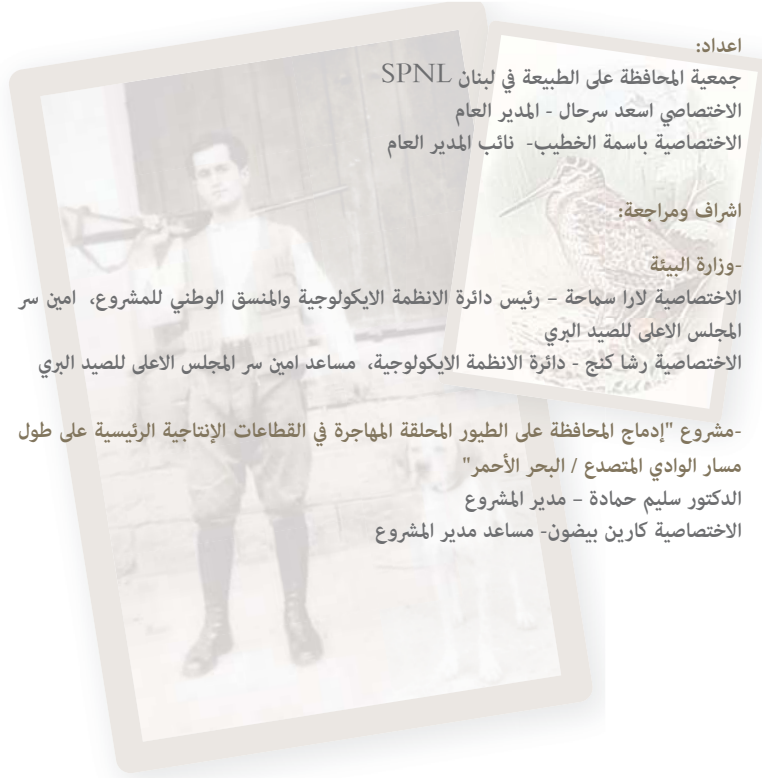 اعداد:
جمعية المحافظة على الطبيعة في لبنان SPNL
الاختصاصي اسعد سرحال - المدير العام
الاختصاصية باسمة الخطيب- نائب المدير العام
اشراف ومراجعة:
-وزارة البيئة
الاختصاصية لارا سماحة – رئيس دائرة الانظمة الايكولوجية والمنسق الوطني للمشروع، امين سر
المجلس الاعلى للصيد البري
الاختصاصية رشا كنج - دائرة الانظمة الايكولوجية، مساعد امين سر المجلس الاعلى للصيد البري
-مشروع "إدماج المحافظة على الطيور المحلقة المهاجرة في القطاعات الإنتاجية الرئيسية على طول
مسار الوادي المتصدع / البحر الأحمر"
الدكتور سليم حمادة – مدير المشروع
الاختصاصية كارين بيضون- مساعد مدير المشروع